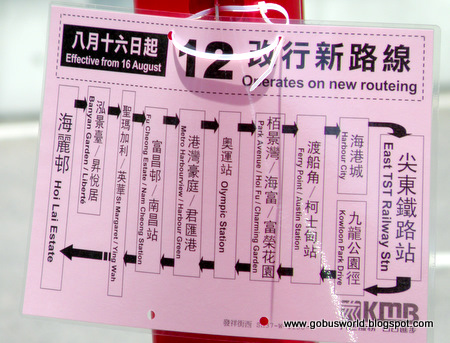 八月十六日起
Effective from 16 August
12 改行新路線
Operates on new routeing
海麗邨 Hoi Lai Estate
泓景臺/昇悅居
Banyan Garden / Liberté
聖瑪加利/英華 St Margaret / Ying Wah
富昌邨/南昌站
Fu Cheong Estate / Nam Cheong Station
港灣豪庭/君匯港
Metro Harbourview / Harbour Green
奧運站 Olympic Station
栢景灣/海富/富榮花園
Park Avenue / Hoi Fu / Charming Garden
渡船角/柯士甸站
Ferry Point / Austin Station
海港城
Harbour City
九龍公園徑
Kowloon Park Drive
尖東鐵路站
East TST Railway Stn
KMB
www.gobusworld.blogspot.com